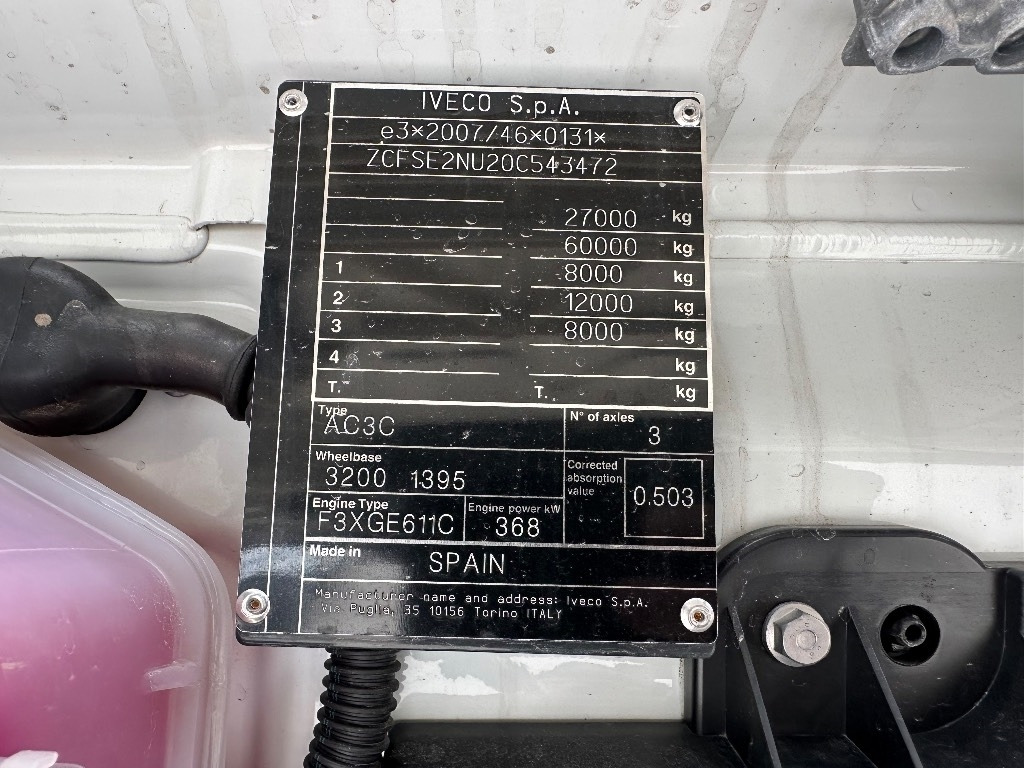 IVECO S.p.A.
e3*2007/46*0131*
ZCFSE2NU20C543472
27000 kg
60000 kg
1 8000 kg
2 12000 kg
3 8000 kg
4 kg
T.- T.. kg
Type
AC3C
N° of axles
3
Wheelbase
3200 1395
Corrected
absorption
value
0.503
Engine Type
F3XGE611C
Engine power kW
368
Made in SPAIN
Manufacturer name and address: Iveco S.p.A.
Via Puglia, 35 10156 Torino ITALY